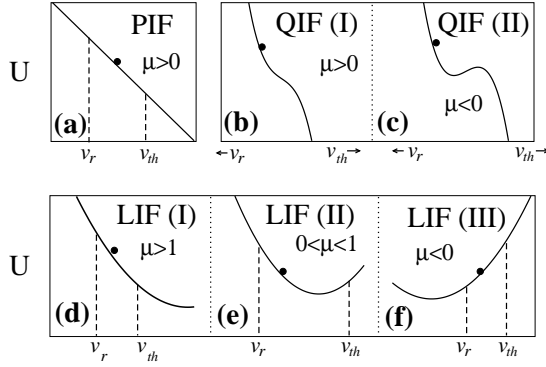 PIF
QIF (I)
QIF (II)
U
μ>0
μ>0
μ<0
(a)
(b)
(c)
v_r
v_th
v_r
v_th
v_r
v_th
LIF (I)
LIF (II)
LIF (III)
U
μ>1
0<μ<1
μ<0
(d)
(e)
(f)
v_r
v_th
v_r
v_th
v_r
v_th